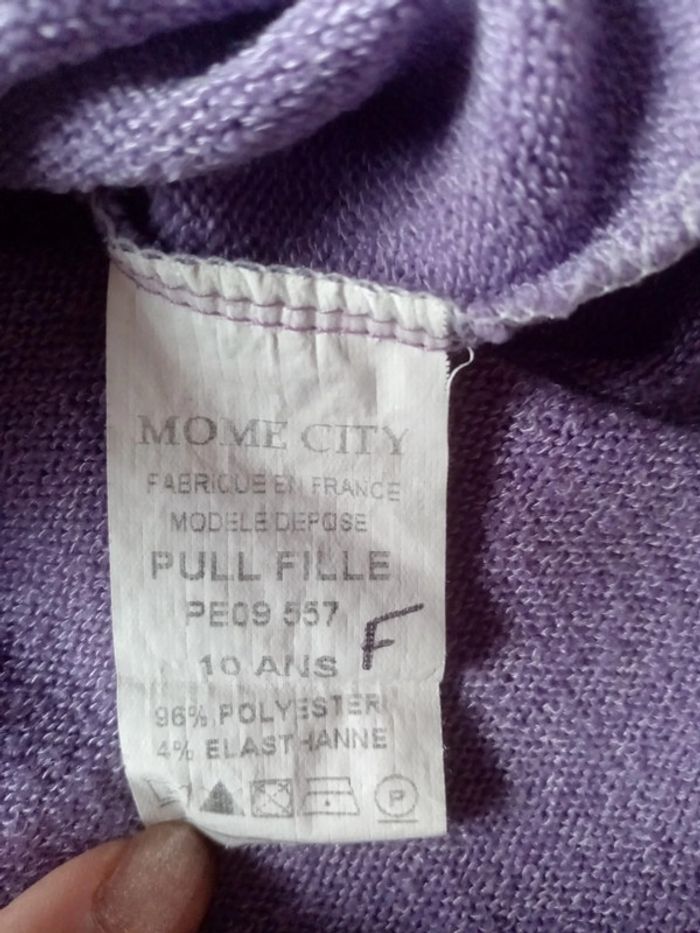 MOME CITY
FABRIQUE EN FRANCE
MODELE DEPOSE
PULL FILLE
PE09 557
10 ANS F
96% POLYESTER
4% ELASTHANNE
P